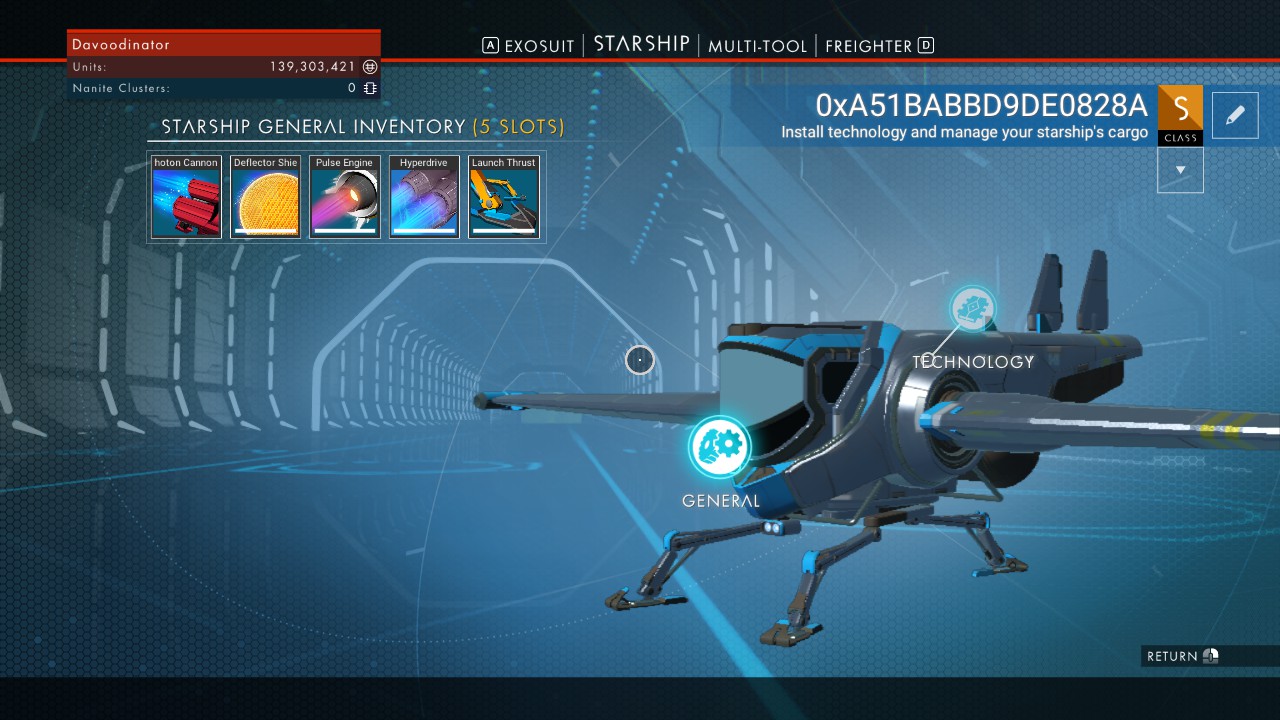 Davoodinator
Units: 139,303,421
Nanite Clusters: 0
A EXOSUIT STARSHIP MULTI-TOOL FREIGHTER D
STARSHIP GENERAL INVENTORY (5 SLOTS)
hoton Cannon Deflector Shie Pulse Engine Hyperdrive Launch Thrust
0xA51BABBD9DE0828A
Install technology and manage your starship's cargo
S
CLASS
TECHNOLOGY
GENERAL
RETURN